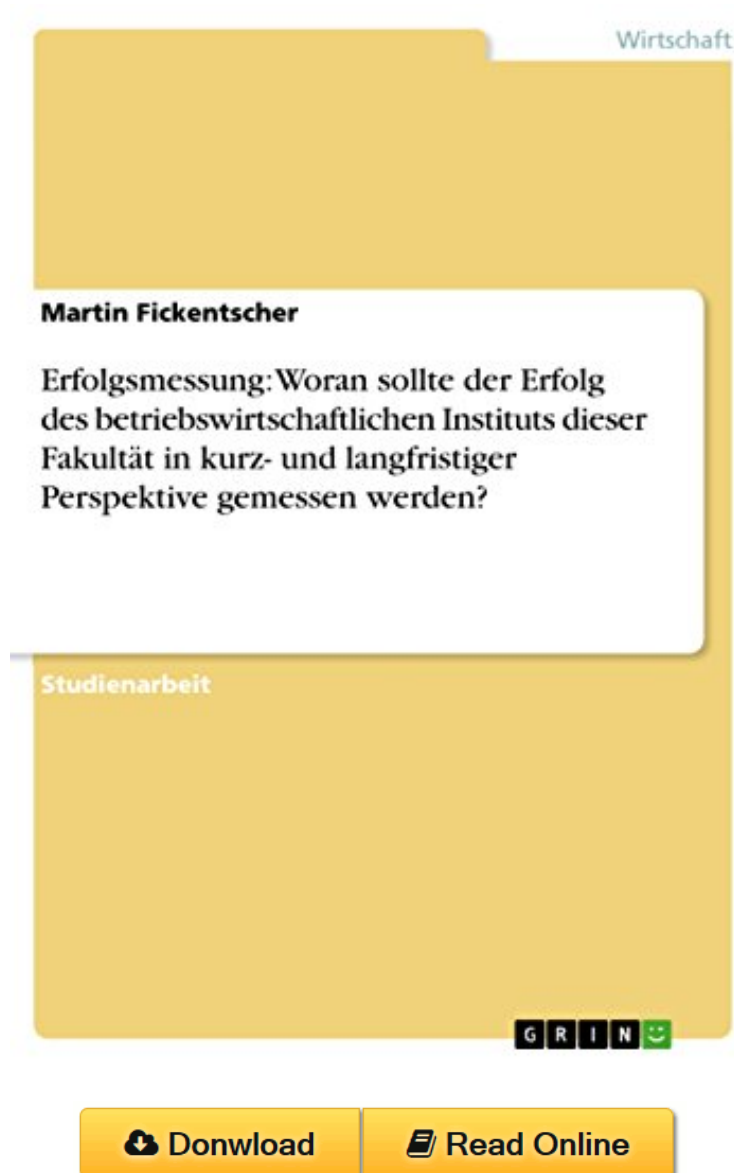 Wirtschaft
Martin Fickentscher
Erfolgsmessung: Woran sollte der Erfolg
des betriebswirtschaftlichen Instituts dieser
Fakultät in kurz- und langfristiger
Perspektive gemessen werden?
Studienarbeit
GRIN
Donwload Read Online